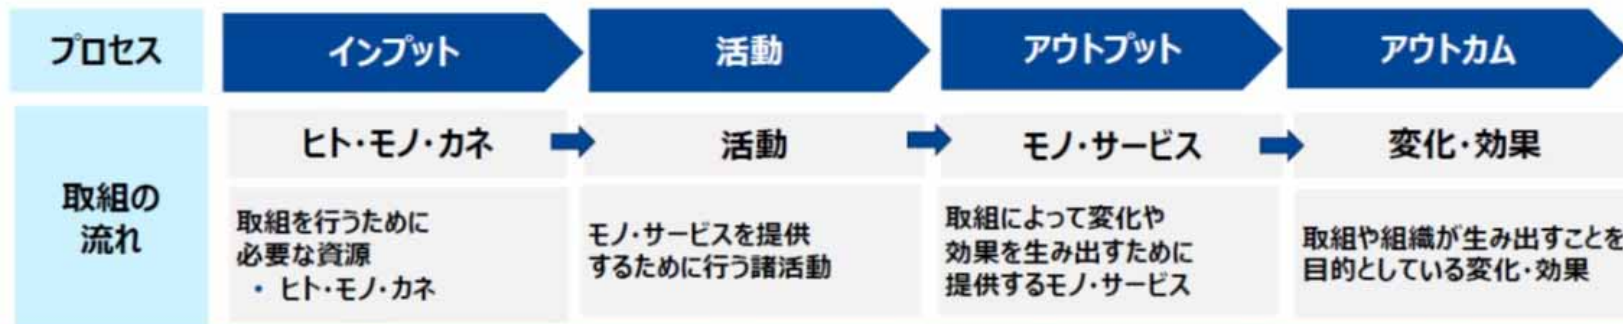 プロセス
インプット
活動
アウトプット
アウトカム
取組の
流れ
ヒト・モノ・カネ
活動
モノ・サービス
変化・効果
取組を行うために
必要な資源
・ ヒト・モノ・カネ
モノ・サービスを提供
するために行う諸活動
取組によって変化や
効果を生み出すために
提供するモノ・サービス
取組や組織が生み出すことを
目的としている変化・効果